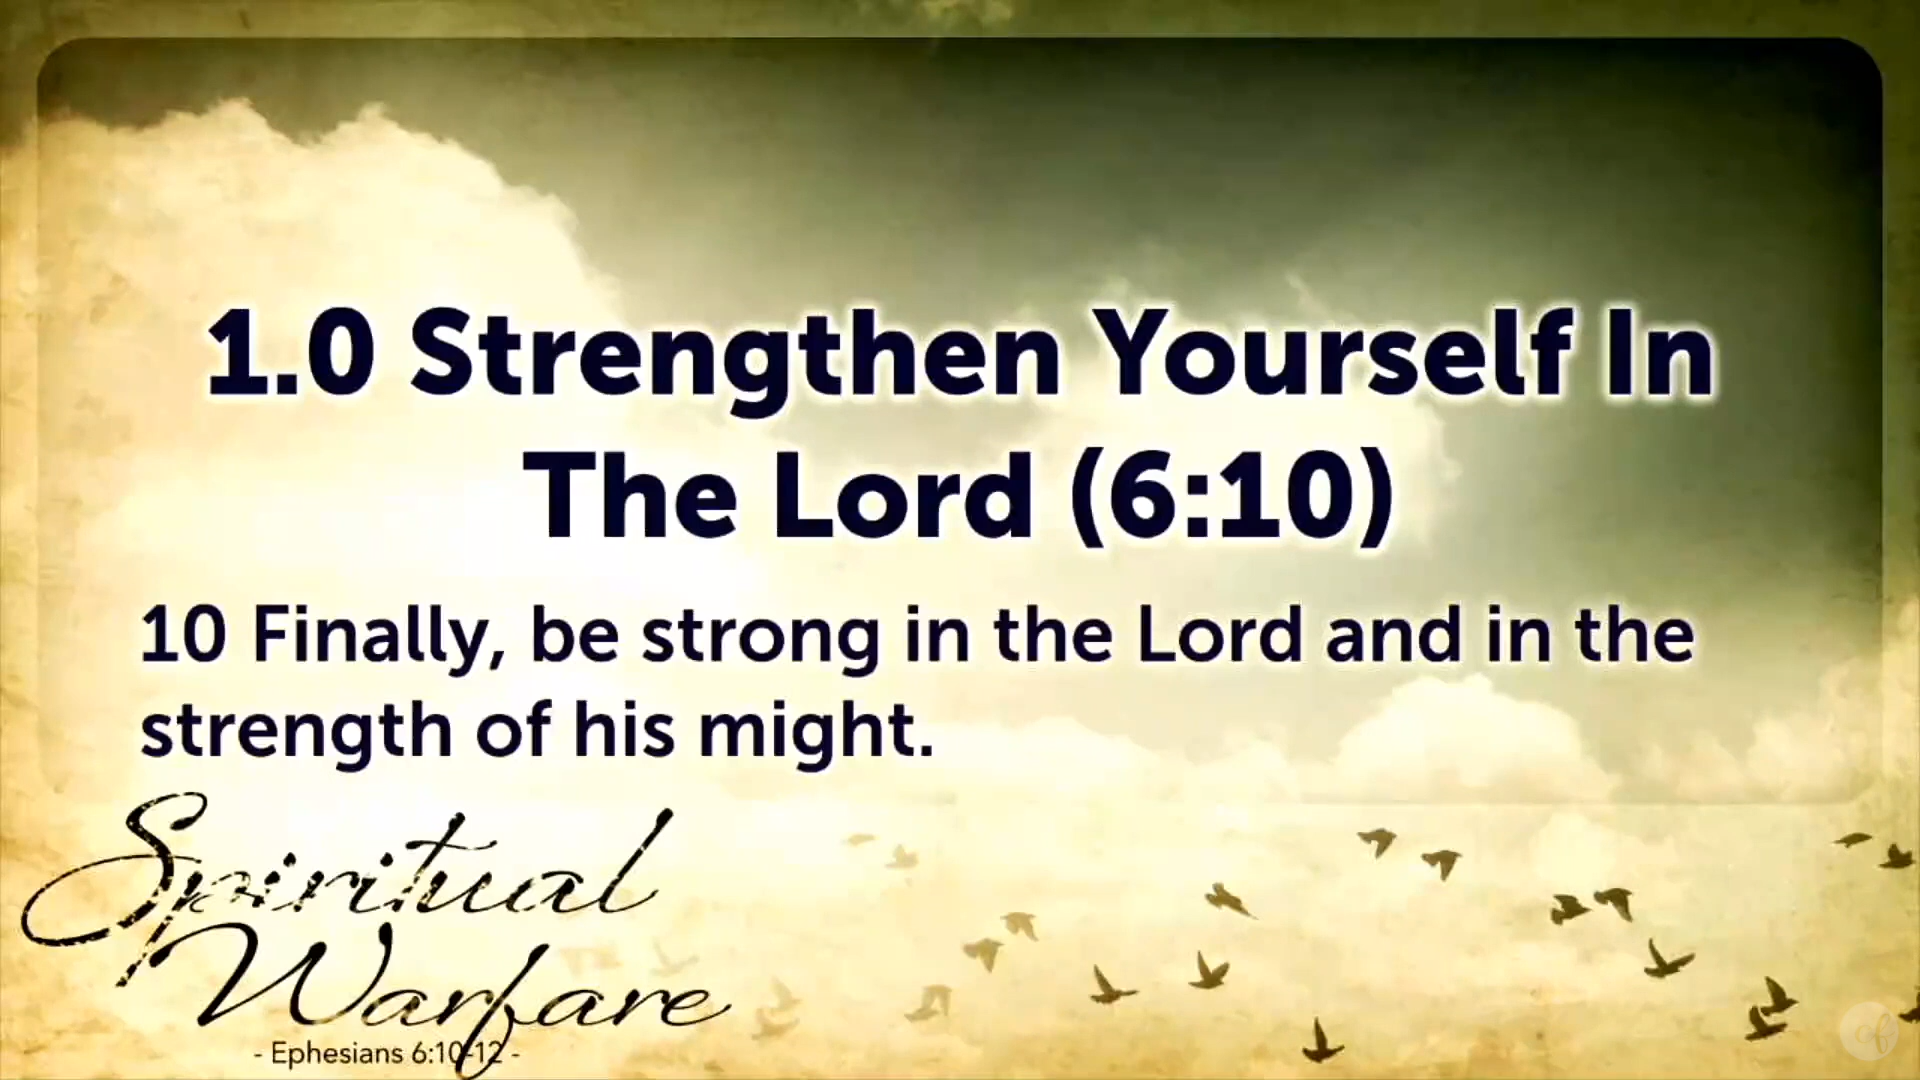 1.0 Strengthen Yourself In
The Lord (6:10)
10 Finally, be strong in the Lord and in the
strength of his might.
Spiritual
Warfare
- Ephesians 6:10-12 -
cf